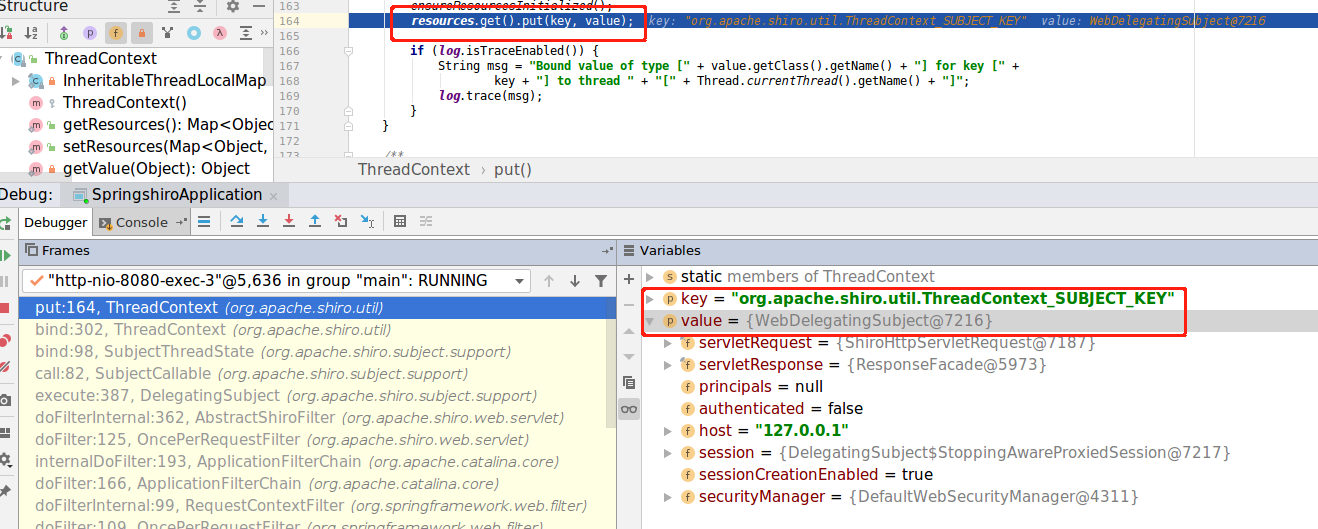 163 ensureResourcesInitialized();
164 resources.get().put(key, value); key: "org.apache.shiro.util.ThreadContext_SUBJECT_KEY" value: WebDelegatingSubject@7216
165
166 if (log.isTraceEnabled()) {
167 String msg = "Bound value of type [" + value.getClass().getName() + "] for key [" +
168 key + "] to thread " + "[" + Thread.currentThread().getName() + "]";
169 log.trace(msg);
170 }
171 }
172
173 /**
ThreadContext
InheritableThreadLocalMap
ThreadContext()
getResources(): Map<Objec
setResources(Map<Object,
getValue(Object): Object
ThreadContext › put()
Debug: SpringshiroApplication ×
Debugger Console
Frames
"http-nio-8080-exec-3"@5,636 in group "main": RUNNING
put:164, ThreadContext (org.apache.shiro.util)
bind:302, ThreadContext (org.apache.shiro.util)
bind:98, SubjectThreadState (org.apache.shiro.subject.support)
call:82, SubjectCallable (org.apache.shiro.subject.support)
execute:387, DelegatingSubject (org.apache.shiro.subject.support)
doFilterInternal:362, AbstractShiroFilter (org.apache.shiro.web.servlet)
doFilter:125, OncePerRequestFilter (org.apache.shiro.web.servlet)
internalDoFilter:193, ApplicationFilterChain (org.apache.catalina.core)
doFilter:166, ApplicationFilterChain (org.apache.catalina.core)
doFilterInternal:99, RequestContextFilter (org.springframework.web.filter)
doFilter:109, OncePerRequestFilter (org.springframework.web.filter)
Variables
static members of ThreadContext
key = "org.apache.shiro.util.ThreadContext_SUBJECT_KEY"
value = {WebDelegatingSubject@7216}
servletRequest = {ShiroHttpServletRequest@7187}
servletResponse = {ResponseFacade@5973}
principals = null
authenticated = false
host = "127.0.0.1"
session = {DelegatingSubject$StoppingAwareProxiedSession@7217}
sessionCreationEnabled = true
securityManager = {DefaultWebSecurityManager@4311}